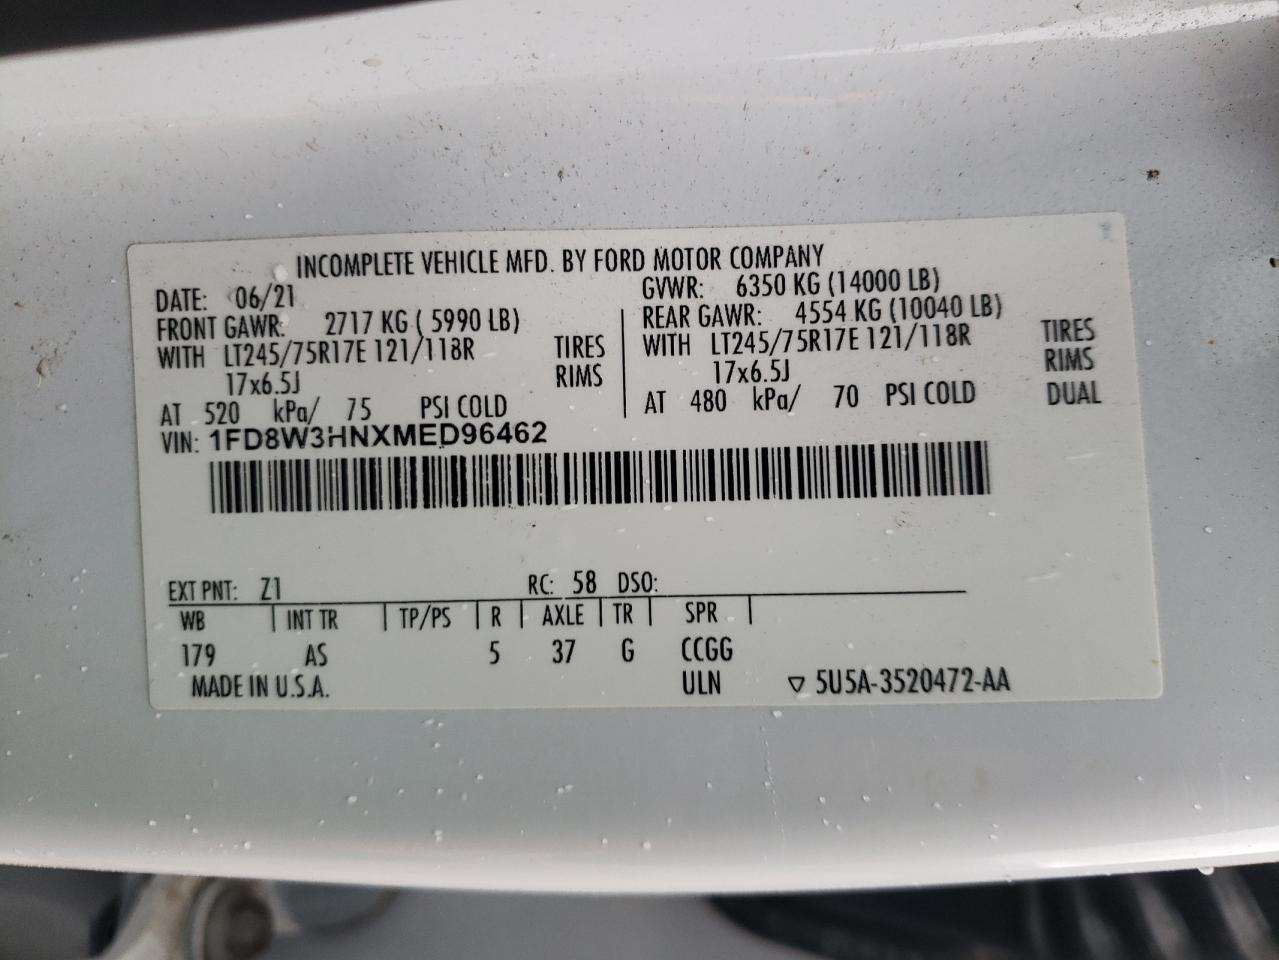 INCOMPLETE VEHICLE MFD. BY FORD MOTOR COMPANY
DATE: 06/21 GVWR: 6350 KG (14000 LB)
FRONT GAWR: 2717 KG ( 5990 LB) REAR GAWR: 4554 KG (10040 LB)
WITH LT245/75R17E 121/118R TIRES WITH LT245/75R17E 121/118R TIRES
17x6.5J RIMS 17x6.5J RIMS
AT 520 kPa/ 75 PSI COLD AT 480 kPa/ 70 PSI COLD DUAL
VIN: 1FD8W3HNXMED96462
EXT PNT: Z1 RC: 58 DSO:
WB INT TR TP/PS R AXLE TR SPR
179 AS 5 37 G CCGG
MADE IN U.S.A. ULN ▽ 5U5A-3520472-AA